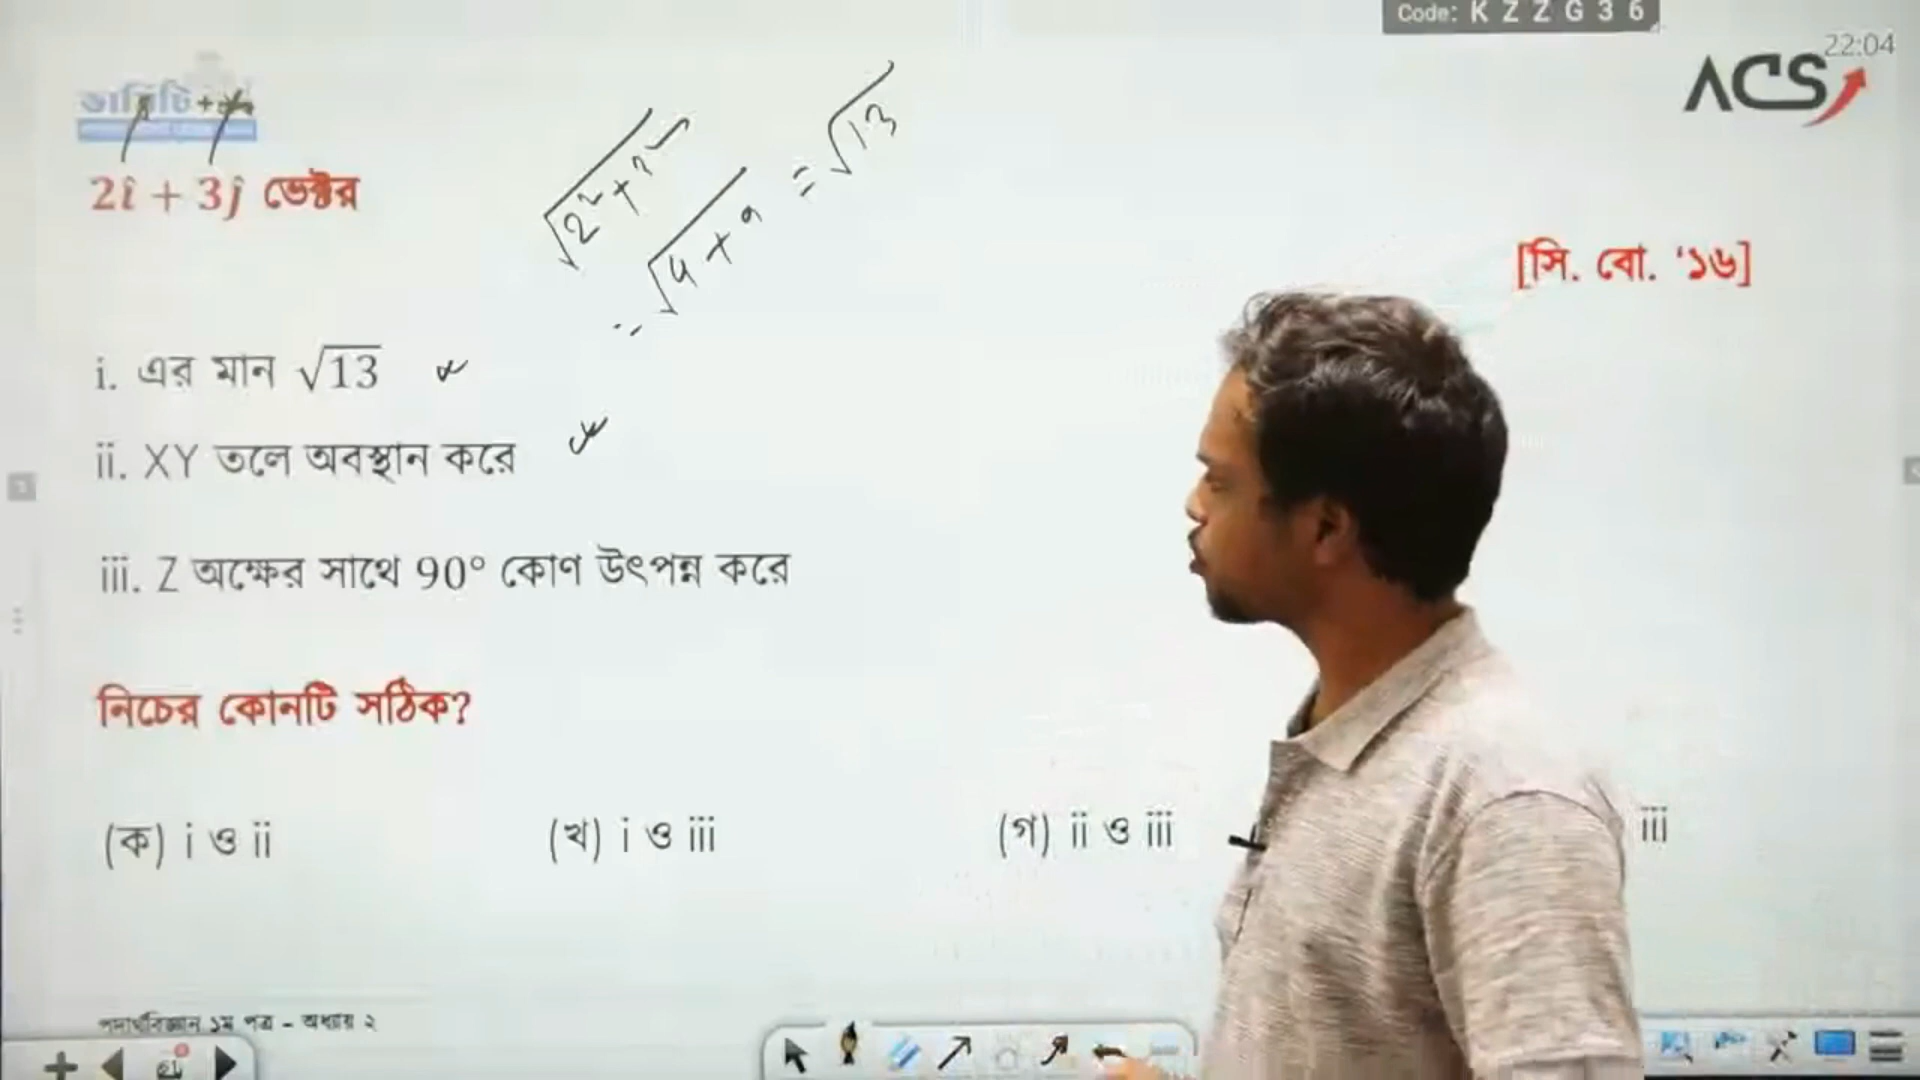 Code: K Z Z G 3 6
22:04
ACS
ভার্সিটি+
x y
2î + 3ĵ ভেক্টর
√2²+3²
= √4+9 = √13
[সি. বো. '১৬]
i. এর মান √13
ii. XY তলে অবস্থান করে
iii. Z অক্ষের সাথে 90° কোণ উৎপন্ন করে
নিচের কোনটি সঠিক?
(ক) i ও ii (খ) i ও iii (গ) ii ও iii iii
পদার্থবিজ্ঞান ১ম পত্র - অধ্যায় ২